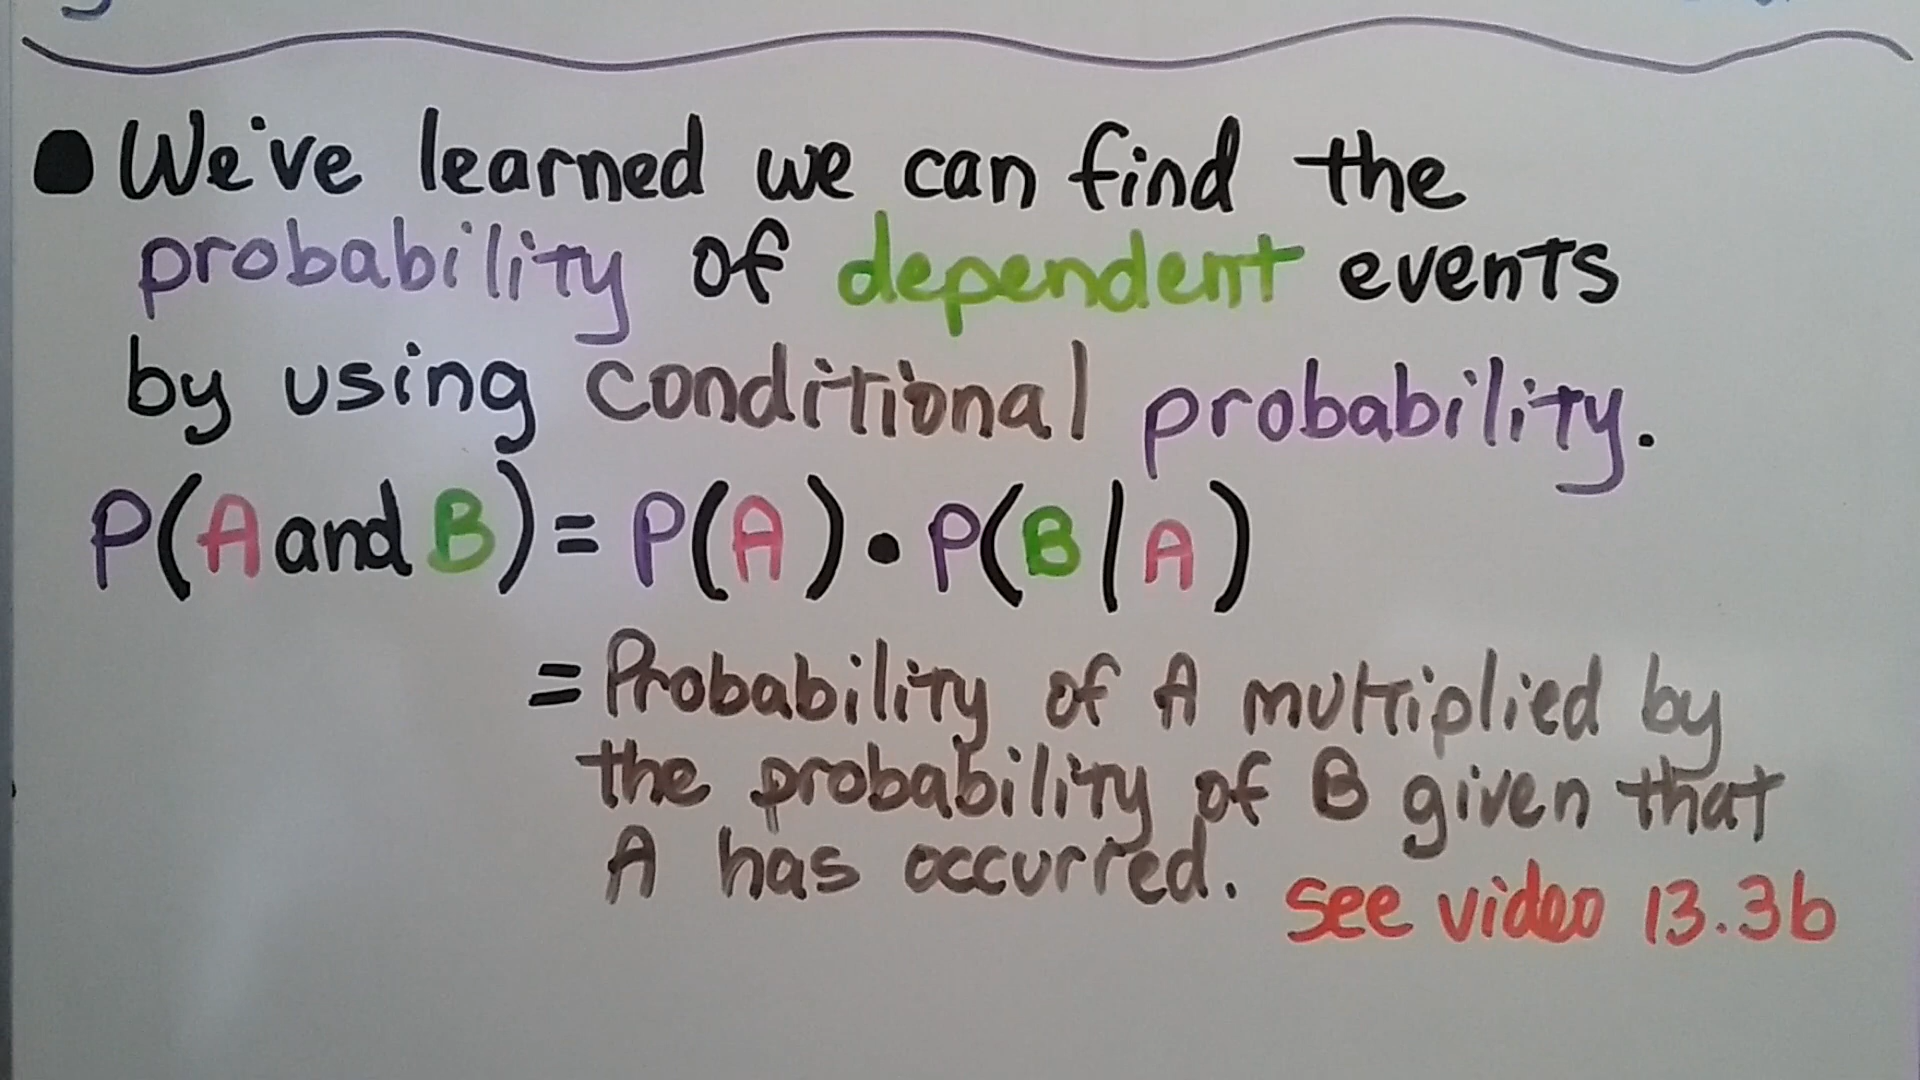 • We've learned we can find the
probability of dependent events
by using conditional probability.
P(A and B) = P(A) • P(B|A)
= Probability of A multiplied by
the probability of B given that
A has occurred. see video 13.3b